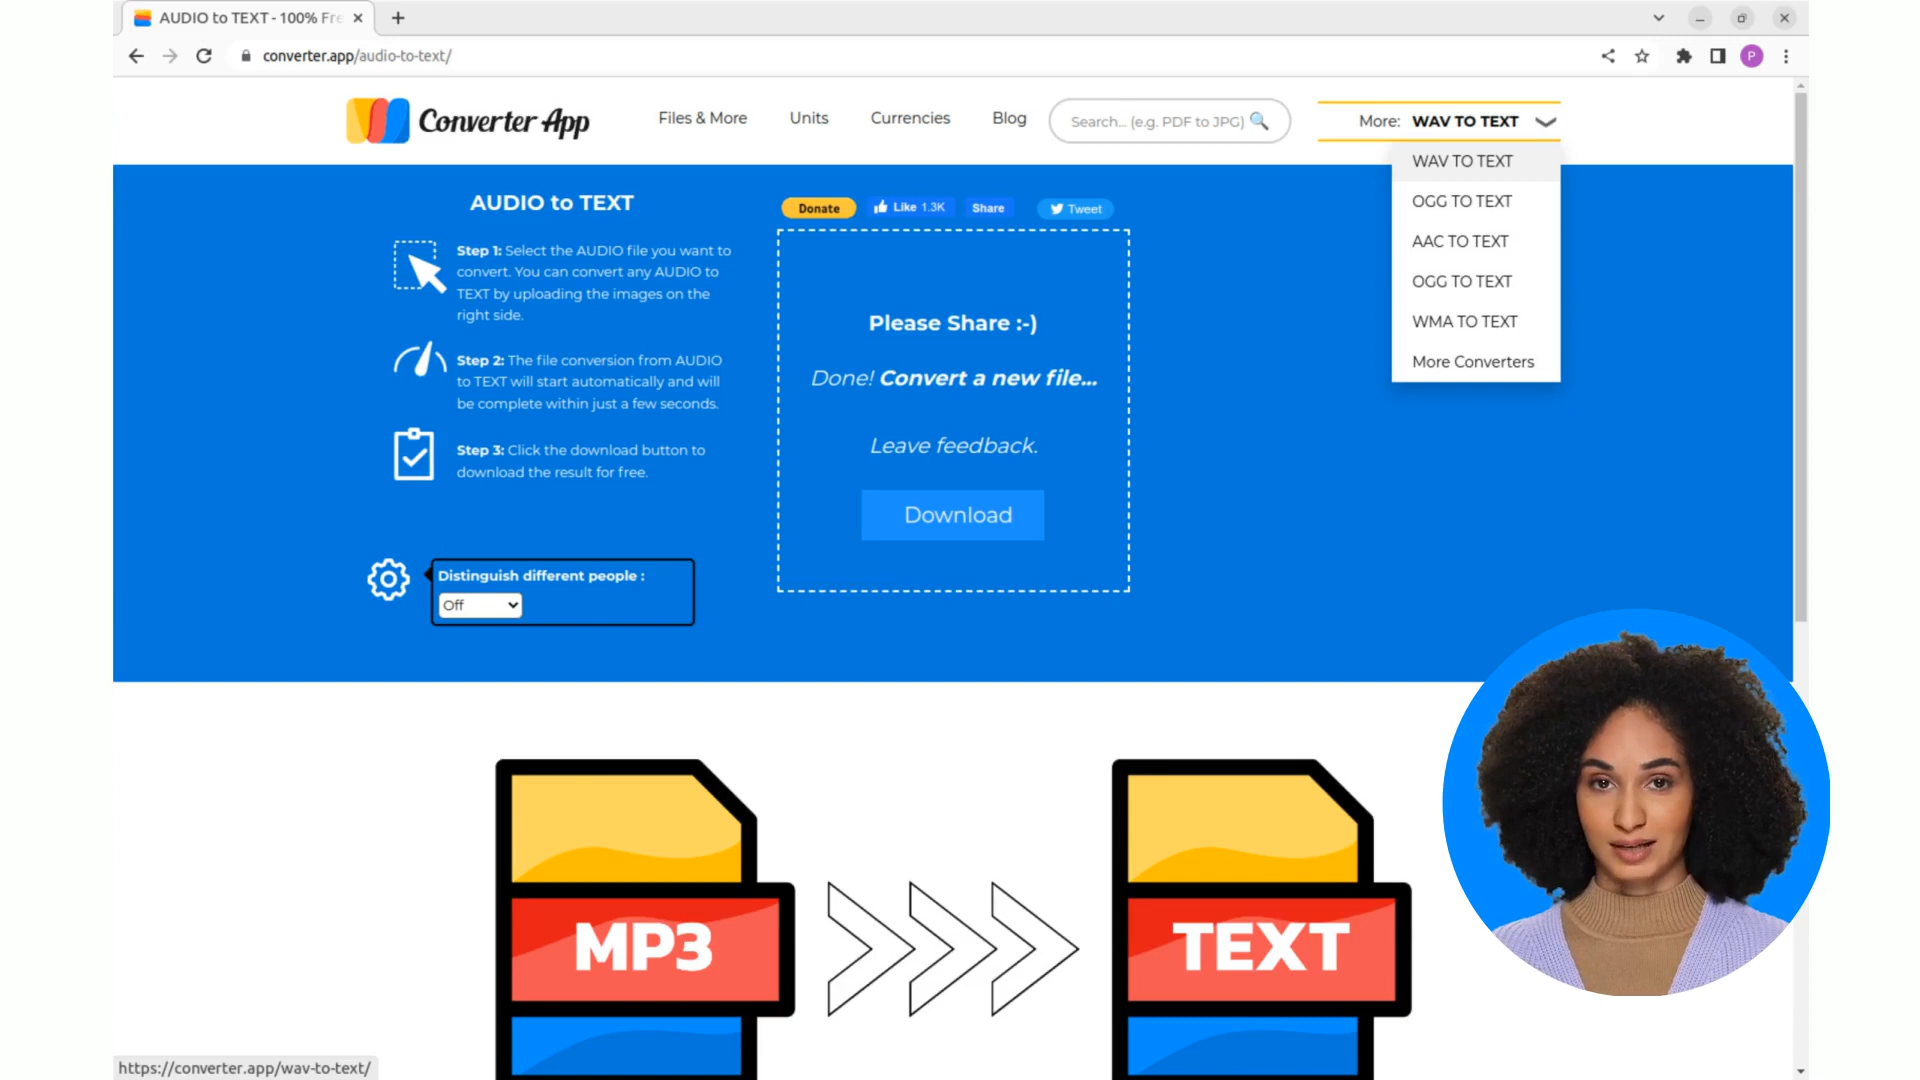 AUDIO to TEXT - 100% Fre
converter.app/audio-to-text/
P
Converter App
Files & More
Units
Currencies
Blog
Search... (e.g. PDF to JPG)
More: WAV TO TEXT
WAV TO TEXT
OGG TO TEXT
AAC TO TEXT
OGG TO TEXT
WMA TO TEXT
More Converters
AUDIO to TEXT
Step 1: Select the AUDIO file you want to
convert. You can convert any AUDIO to
TEXT by uploading the images on the
right side.
Step 2: The file conversion from AUDIO
to TEXT will start automatically and will
be complete within just a few seconds.
Step 3: Click the download button to
download the result for free.
Distinguish different people :
Off
Donate
Like 1.3K
Share
Tweet
Please Share :-)
Done! Convert a new file...
Leave feedback.
Download
MP3
TEXT
https://converter.app/wav-to-text/